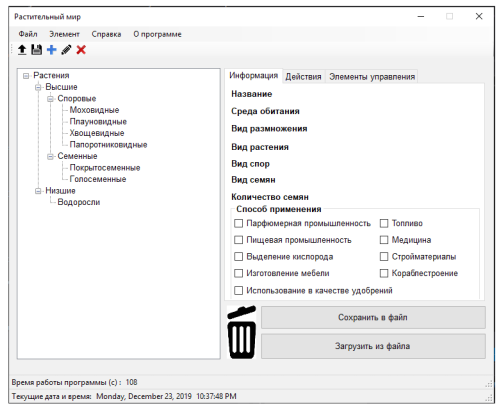 Растительный мир
Файл Элемент Справка О программе
Растения
Высшие
Споровые
Моховидные
Плауновидные
Хвощевидные
Папоротниковидные
Семенные
Покрытосеменные
Голосеменные
Низшие
Водоросли
Информация Действия Элементы управления
Название
Среда обитания
Вид размножения
Вид растения
Вид спор
Вид семян
Количество семян
Способ применения
Парфюмерная промышленность Топливо
Пищевая промышленность Медицина
Выделение кислорода Стройматериалы
Изготовление мебели Кораблестроение
Использование в качестве удобрений
Сохранить в файл
Загрузить из файла
Время работы программы (с) : 108
Текущие дата и время: Monday, December 23, 2019 10:37:48 PM